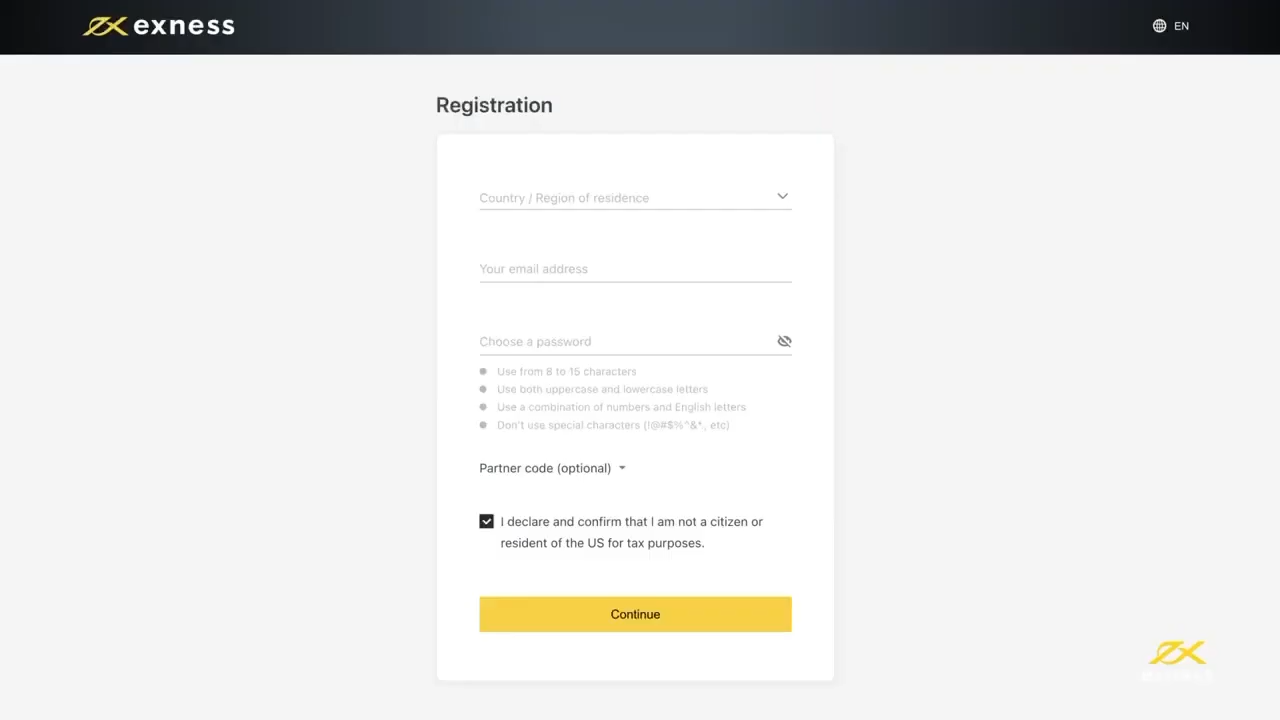 exness
EN
Registration
Country / Region of residence
Your email address
Choose a password
Use from 8 to 15 characters
Use both uppercase and lowercase letters
Use a combination of numbers and English letters
Don't use special characters (!@#$%^&*, etc)
Partner code (optional)
I declare and confirm that I am not a citizen or
resident of the US for tax purposes.
Continue